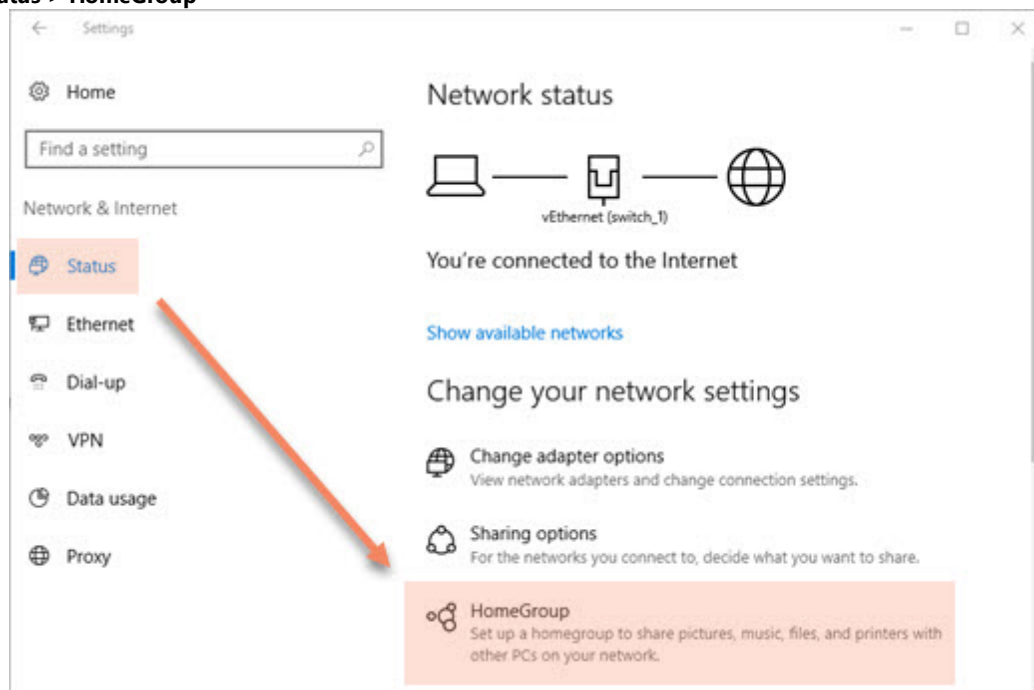 HomeGroup
Settings
Home
Find a setting
Network & Internet
Status
Ethernet
Dial-up
VPN
Data usage
Proxy
Network status
vEthernet (switch_1)
You're connected to the Internet
Show available networks
Change your network settings
Change adapter options
View network adapters and change connection settings.
Sharing options
For the networks you connect to, decide what you want to share.
HomeGroup
Set up a homegroup to share pictures, music, files, and printers with
other PCs on your network.